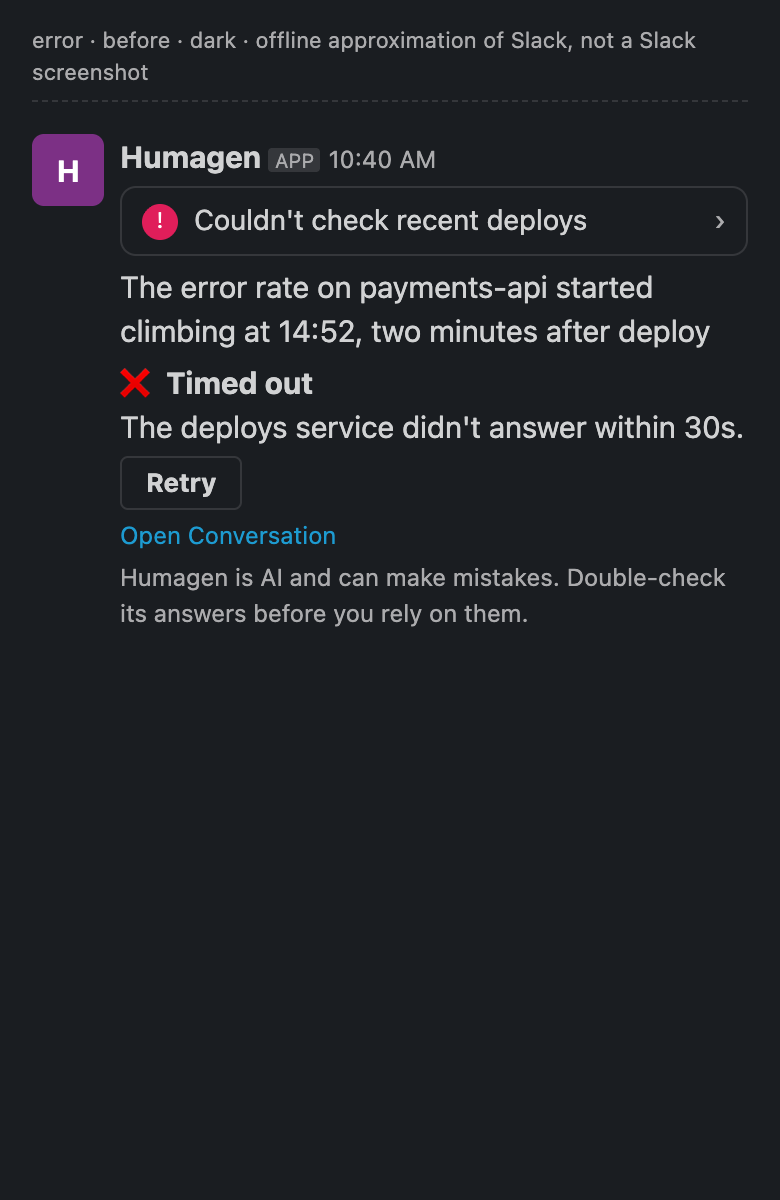 error · before · dark · offline approximation of Slack, not a Slack
screenshot
H
Humagen APP 10:40 AM
! Couldn't check recent deploys ›
The error rate on payments-api started
climbing at 14:52, two minutes after deploy
❌ Timed out
The deploys service didn't answer within 30s.
Retry
Open Conversation
Humagen is AI and can make mistakes. Double-check
its answers before you rely on them.